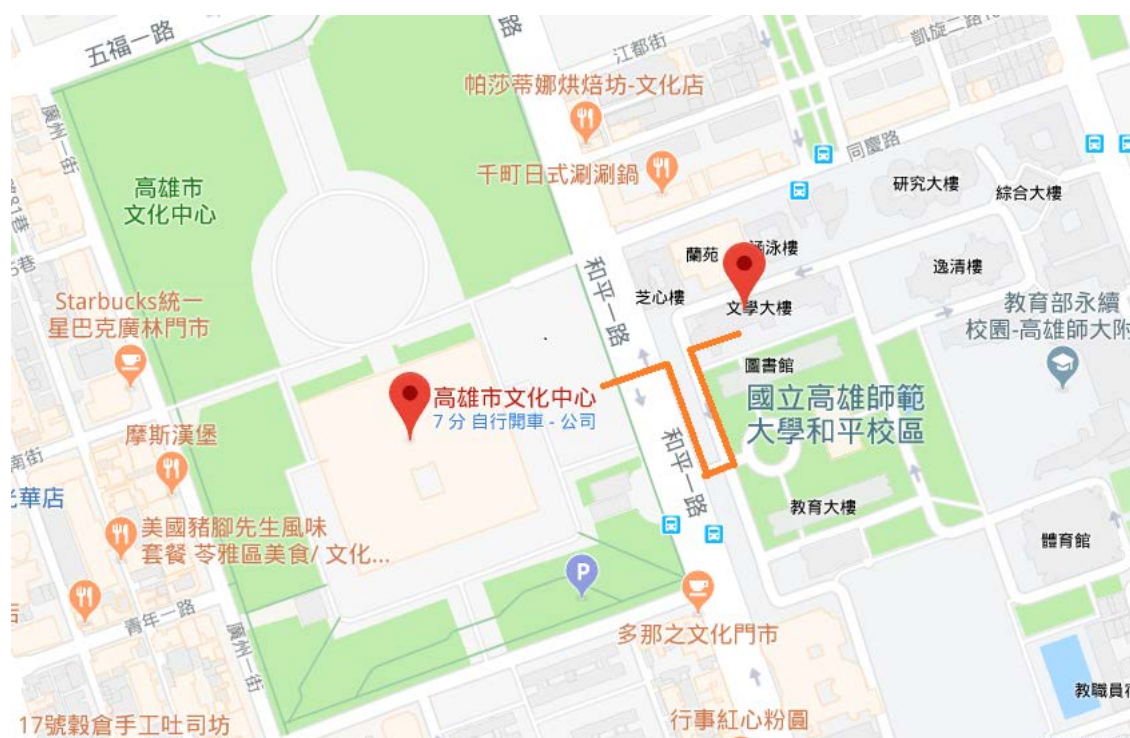 五福一路
路
江都街
凱旋二路
帕莎蒂娜烘焙坊-文化店
廣州一街
同慶路
千町日式涮涮鍋
高雄市
文化中心
研究大樓
綜合大樓
81巷
蘭苑
涵泳樓
和平一路
逸清樓
芝心樓
文學大樓
Starbucks統一
星巴克廣林門市
教育部永續
校園-高雄師大附
圖書館
高雄市文化中心
7 分 自行開車 - 公司
國立高雄師範
大學和平校區
摩斯漢堡
南街
華店
和平一路
教育大樓
美國豬腳先生風味
套餐 苓雅區美食/ 文化...
體育館
P
店
青年一路
廣州一街
多那之文化門市
教職員
17號穀倉手工吐司坊
行事紅心粉圓